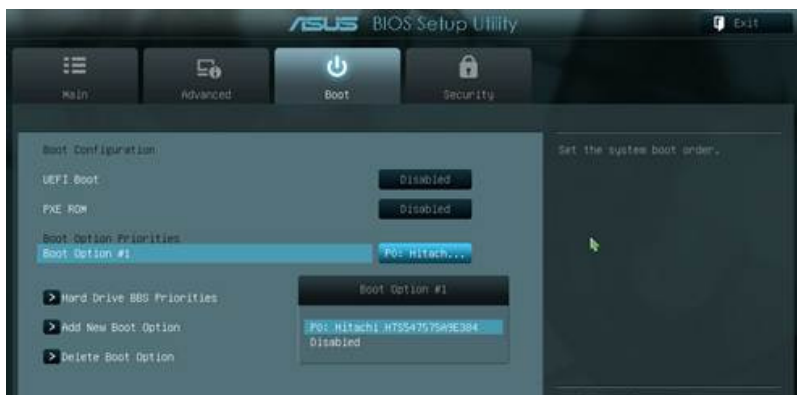 ASUS BIOS Setup Utility
Exit
Main
Advanced
Boot
Security
Boot Configuration
UEFI Boot
Disabled
PXE ROM
Disabled
Boot Option Priorities
Boot Option #1
P0: Hitach...
Hard Drive BBS Priorities
Add New Boot Option
Delete Boot Option
Boot Option #1
P0: Hitachi HTS547575A9E384
Disabled
Set the system boot order.